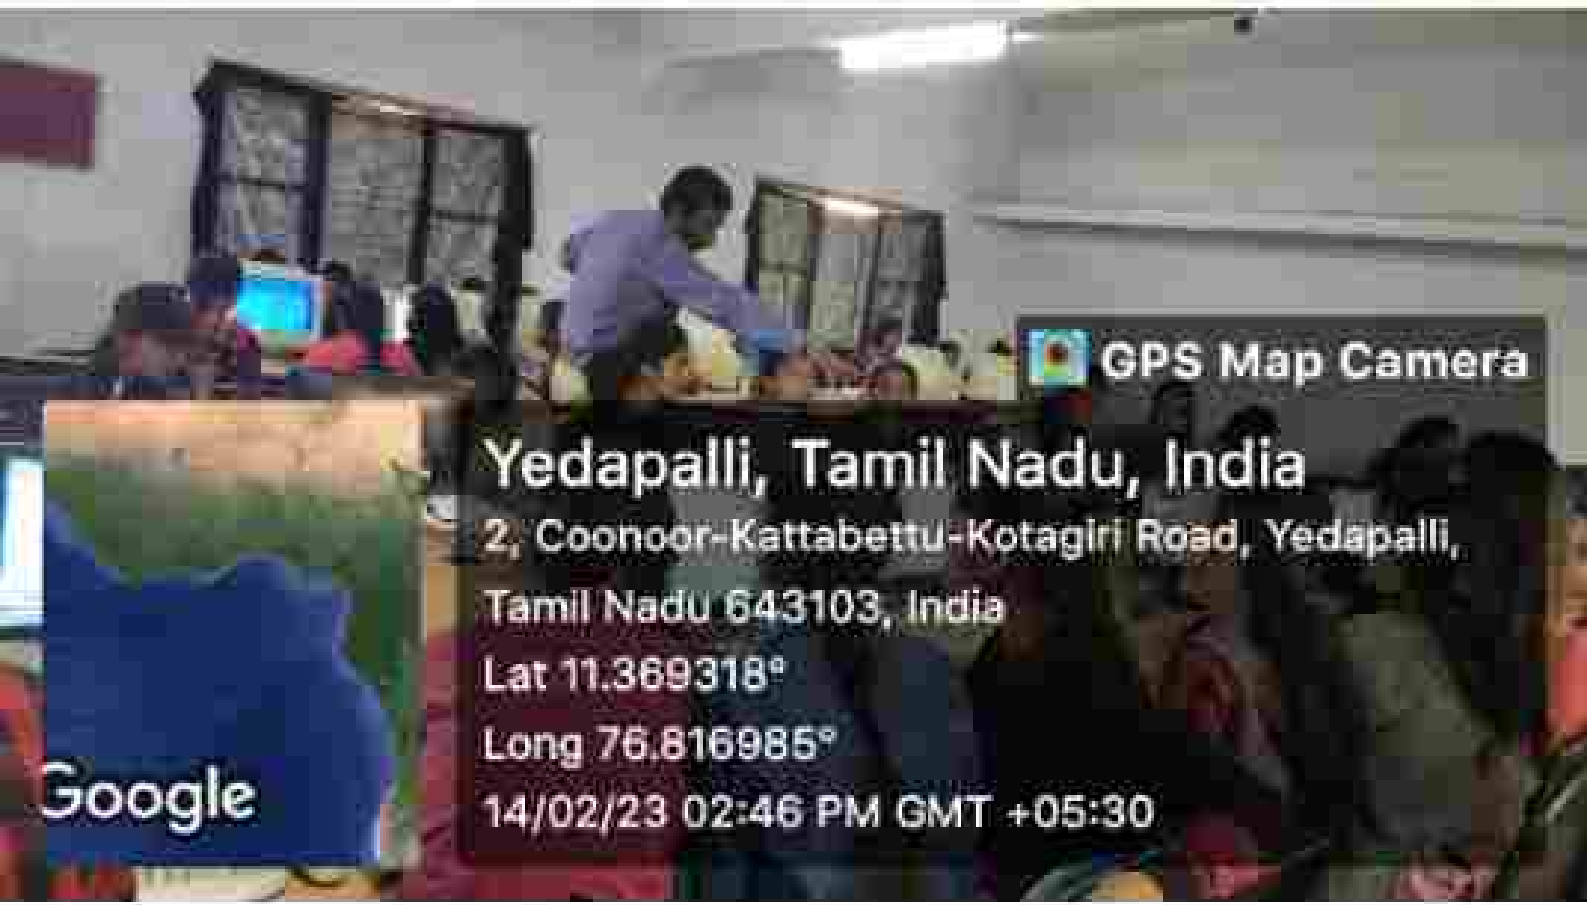 GPS Map Camera
Yedapalli, Tamil Nadu, India
2, Coonoor-Kattabettu-Kotagiri Road, Yedapalli,
Tamil Nadu 643103, India
Lat 11.369318°
Long 76.816985°
14/02/23 02:46 PM GMT +05:30
Google